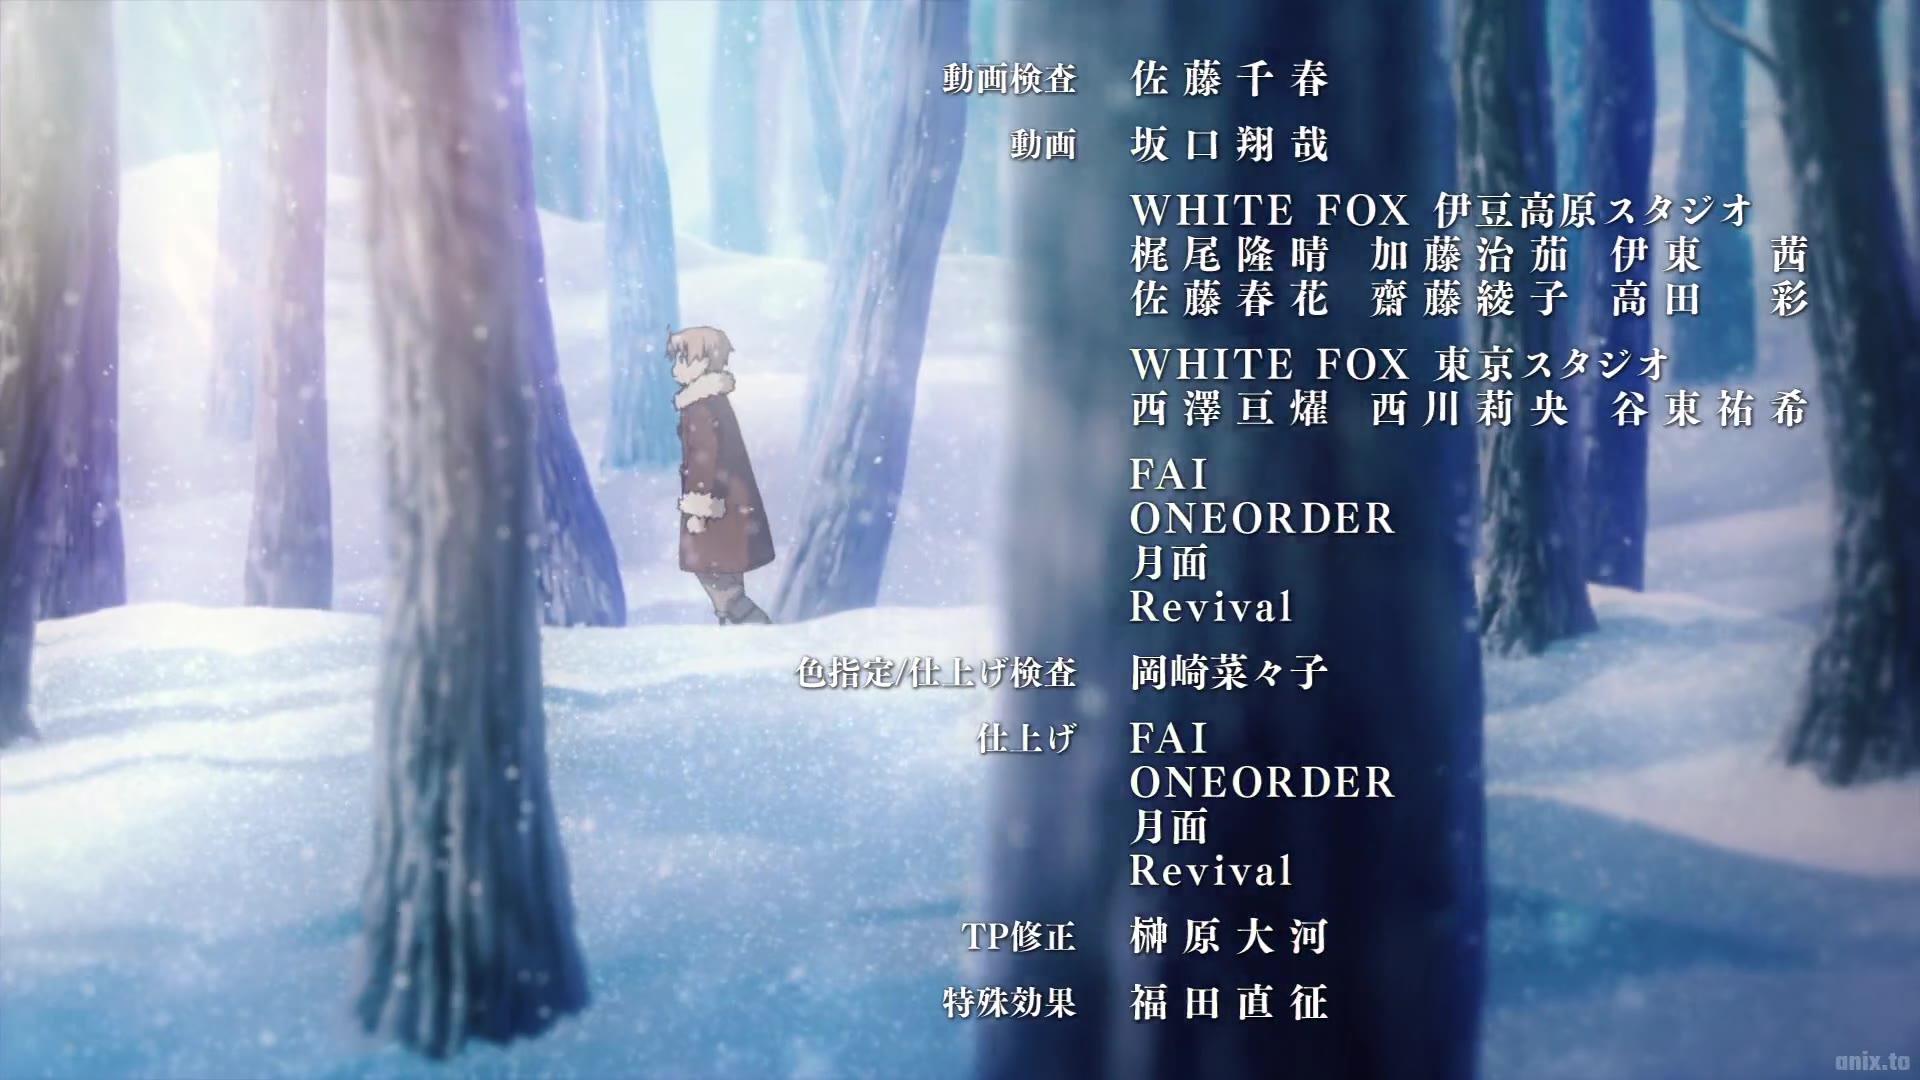 動画検査 佐藤千春
動画 坂口翔哉
WHITE FOX 伊豆高原スタジオ
梶尾隆晴 加藤治茄 伊東 茜
佐藤春花 齋藤綾子 高田 彩
WHITE FOX 東京スタジオ
西澤亘燿 西川莉央 谷東祐希
FAI
ONEORDER
月面
Revival
色指定/仕上げ検査 岡崎菜々子
仕上げ FAI
ONEORDER
月面
Revival
TP修正 榊原大河
特殊効果 福田直征
anix.to